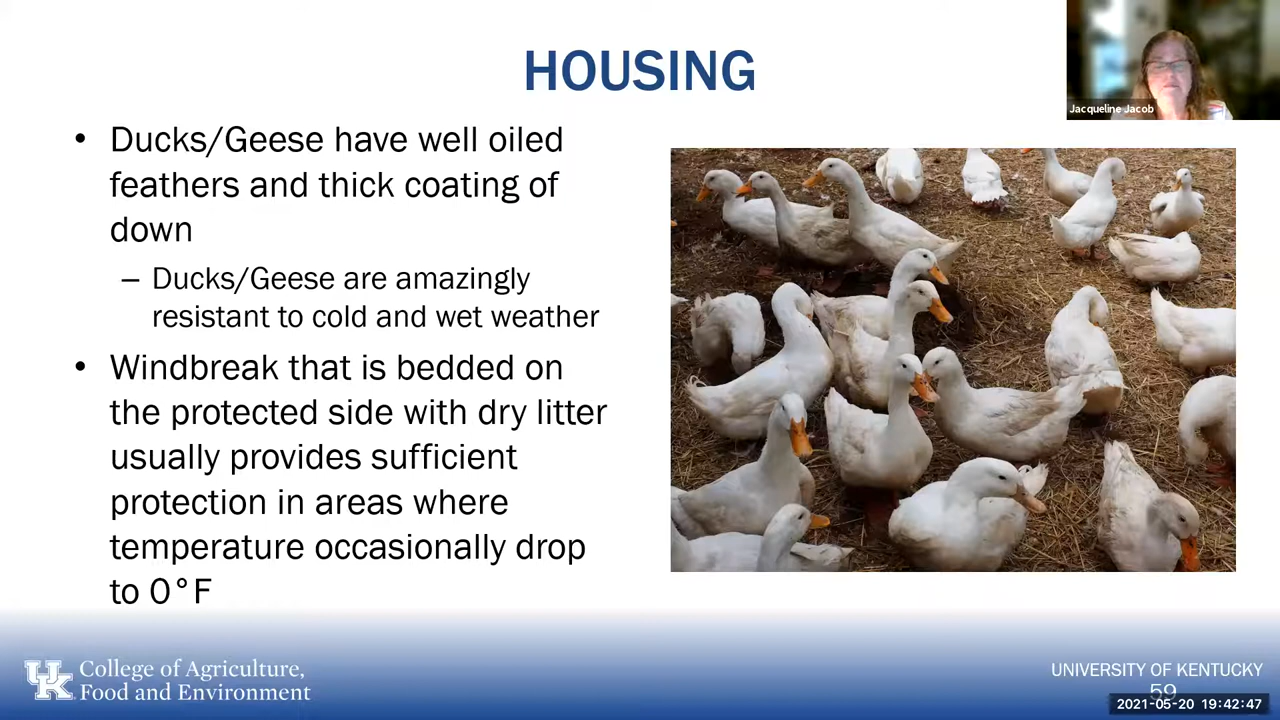 HOUSING
Jacqueline Jacob
• Ducks/Geese have well oiled
feathers and thick coating of
down
– Ducks/Geese are amazingly
resistant to cold and wet weather
• Windbreak that is bedded on
the protected side with dry litter
usually provides sufficient
protection in areas where
temperature occasionally drop
to 0°F
UK
College of Agriculture,
Food and Environment
UNIVERSITY OF KENTUCKY
59
2021-05-20 19:42:47